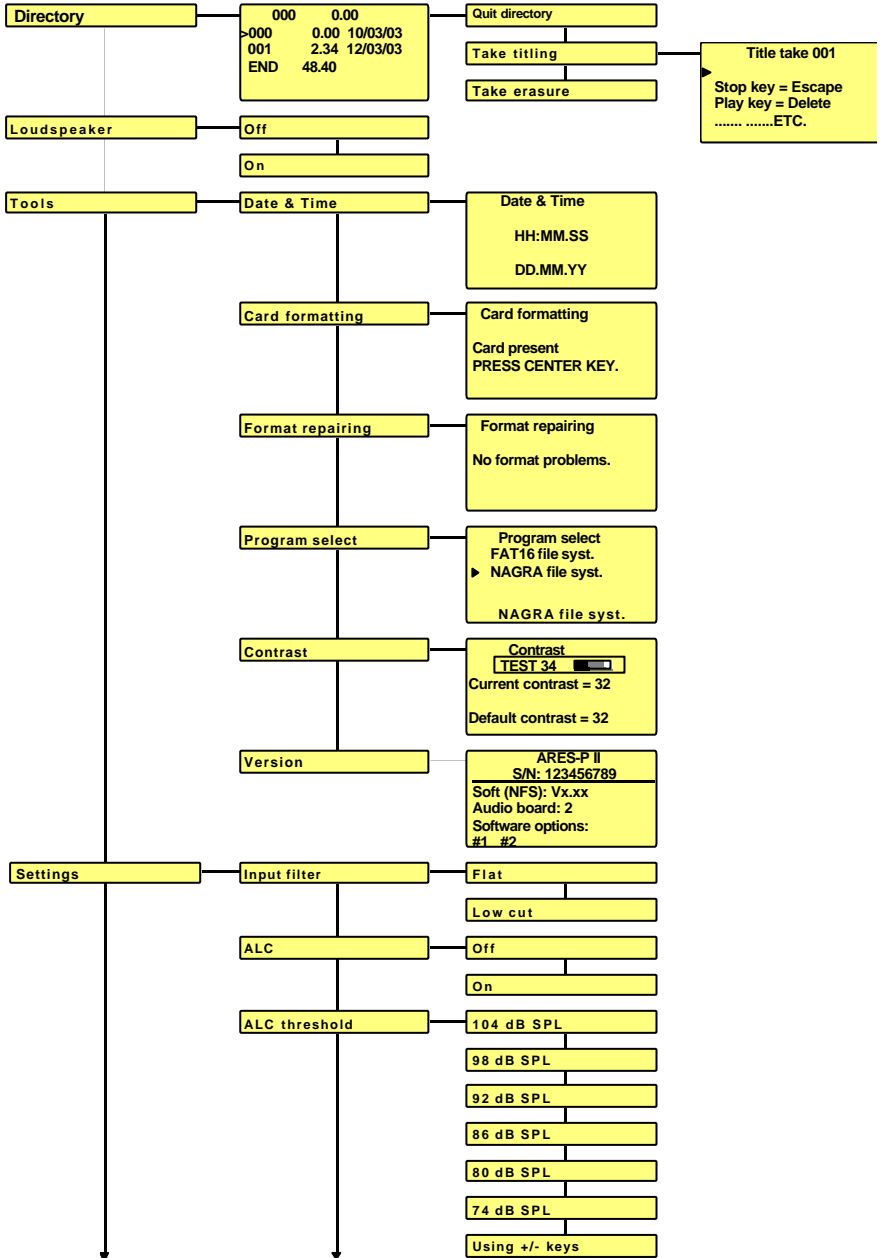 Directory
000 0.00
>000 0.00 10/03/03
001 2.34 12/03/03
END 48.40
Quit directory
Take titling
Take erasure
Title take 001
Stop key = Escape
Play key = Delete
....... .......ETC.
Loudspeaker
Off
On
Tools
Date & Time
Date & Time
HH:MM.SS
DD.MM.YY
Card formatting
Card formatting
Card present
PRESS CENTER KEY.
Format repairing
Format repairing
No format problems.
Program select
Program select
FAT16 file syst.
NAGRA file syst.
NAGRA file syst.
Contrast
Contrast
TEST 34
Current contrast = 32
Default contrast = 32
Version
ARES-P II
S/N: 123456789
Soft (NFS): Vx.xx
Audio board: 2
Software options:
#1 #2
Settings
Input filter
Flat
Low cut
ALC
Off
On
ALC threshold
104 dB SPL
98 dB SPL
92 dB SPL
86 dB SPL
80 dB SPL
74 dB SPL
Using +/- keys